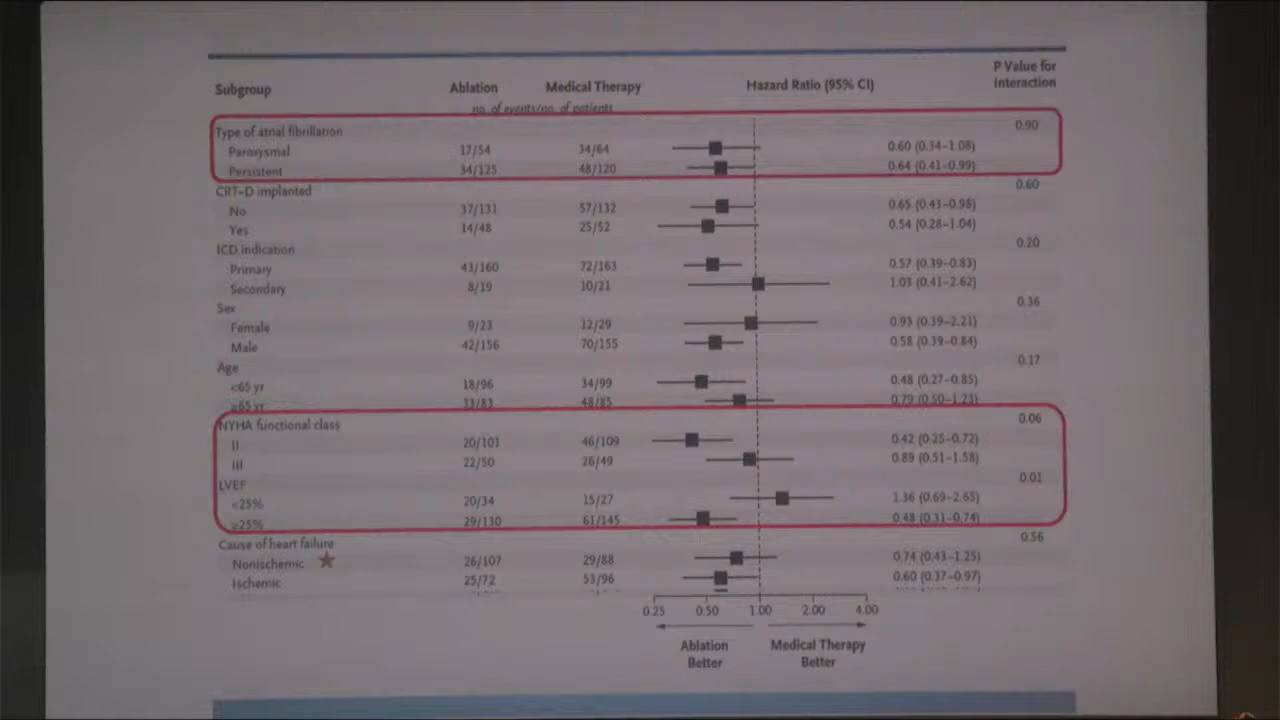 P Value for
Subgroup Ablation Medical Therapy Hazard Ratio (95% CI) Interaction
no. of events/no. of patients
Type of atrial fibrillation 0.90
Paroxysmal 17/54 34/64 0.60 (0.34–1.08)
Persistent 34/125 48/120 0.64 (0.41–0.99)
CRT-D implanted 0.60
No 37/131 57/132 0.65 (0.43–0.98)
Yes 14/48 25/52 0.54 (0.28–1.04)
ICD indication 0.20
Primary 43/160 72/163 0.57 (0.39–0.83)
Secondary 8/19 10/21 1.03 (0.41–2.62)
Sex 0.36
Female 9/23 12/29 0.93 (0.39–2.21)
Male 42/156 70/155 0.58 (0.39–0.84)
Age 0.17
<65 yr 18/96 34/99 0.48 (0.27–0.85)
≥65 yr 33/83 48/85 0.79 (0.50–1.23)
NYHA functional class 0.06
II 20/101 46/109 0.42 (0.25–0.72)
III 22/50 26/49 0.89 (0.51–1.58)
LVEF 0.01
<25% 20/34 15/27 1.36 (0.69–2.65)
≥25% 29/130 61/145 0.48 (0.31–0.74)
Cause of heart failure 0.56
Nonischemic 26/107 29/88 0.74 (0.43–1.25)
Ischemic 25/72 53/96 0.60 (0.37–0.97)
0.25 0.50 1.00 2.00 4.00
Ablation Medical Therapy
Better Better